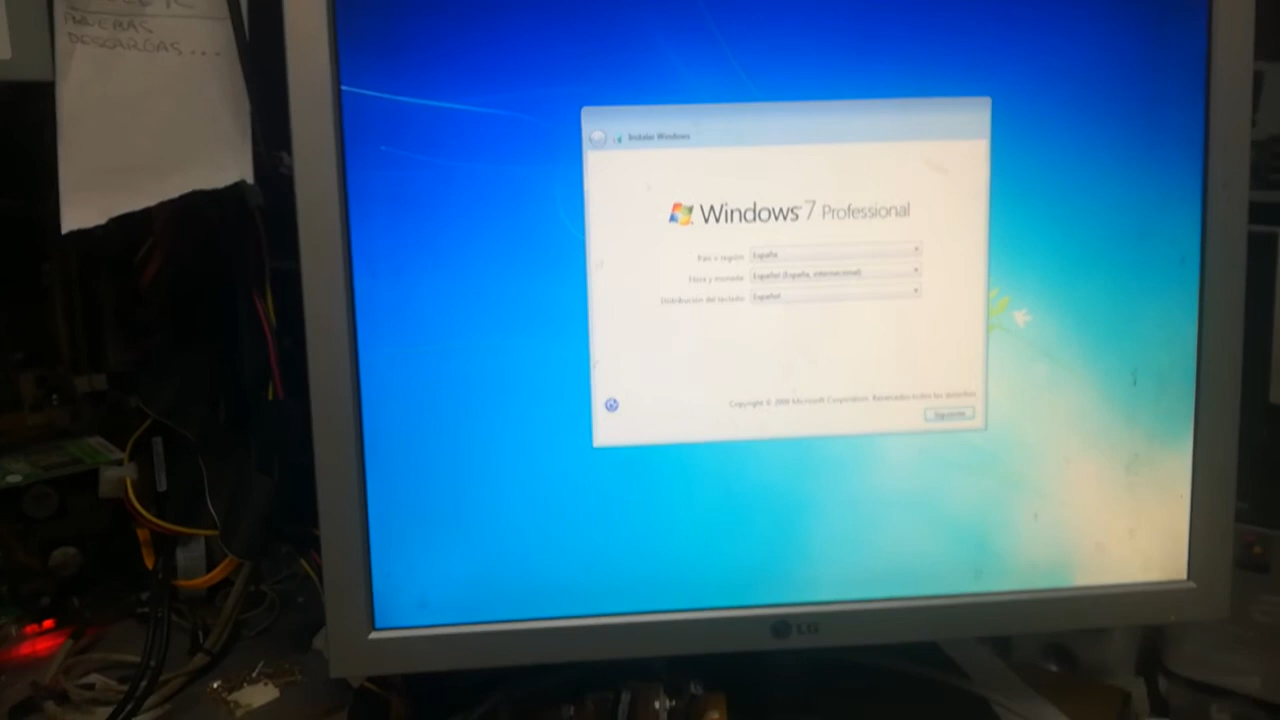 PRUEBAS
DESCARGAS...
Instalar Windows
Windows 7 Professional
País o región: España
Hora y moneda: Español (España, internacional)
Distribución del teclado: Español
Copyright © 2009 Microsoft Corporation. Reservados todos los derechos.
Siguiente
LG